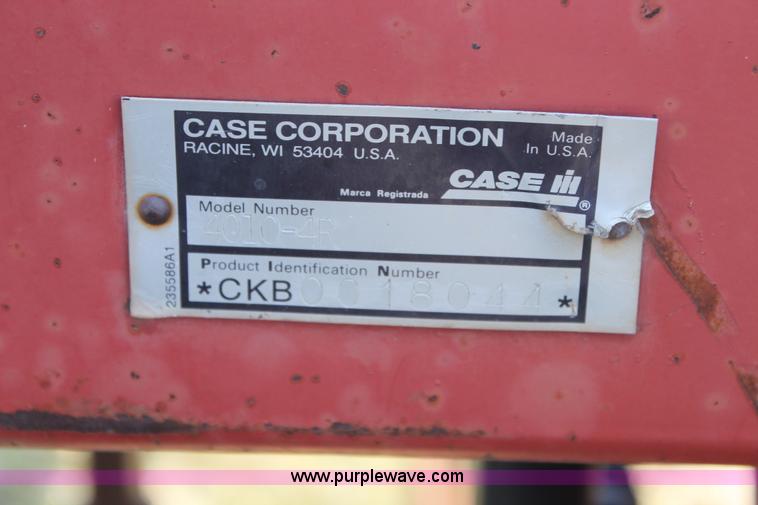 CASE CORPORATION
RACINE, WI 53404 U.S.A.
Made
In U.S.A.
Marca Registrada
CASE IH ®
Model Number
4010-4R
Product Identification Number
*CKB0018044*
235586A1
www.purplewave.com